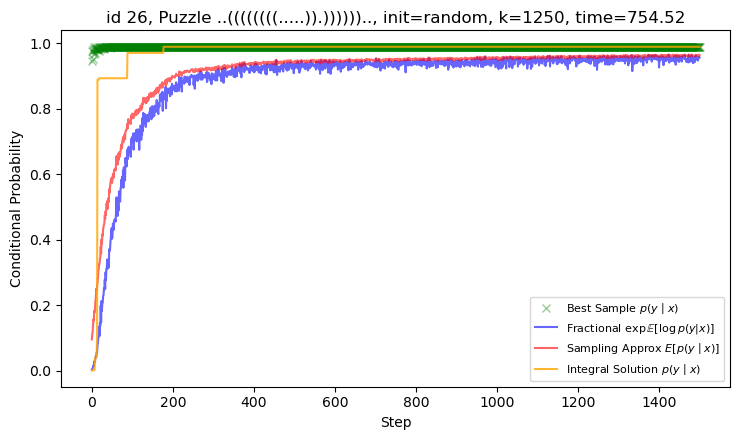 id 26, Puzzle ..((((((((.....)).)))))).., init=random, k=1250, time=754.52
Conditional Probability
1.0
0.8
0.6
0.4
0.2
0.0
0 200 400 600 800 1000 1200 1400
Step
Best Sample p(y | x)
Fractional exp𝔼[log p(y|x)]
Sampling Approx E[p(y | x)]
Integral Solution p(y | x)